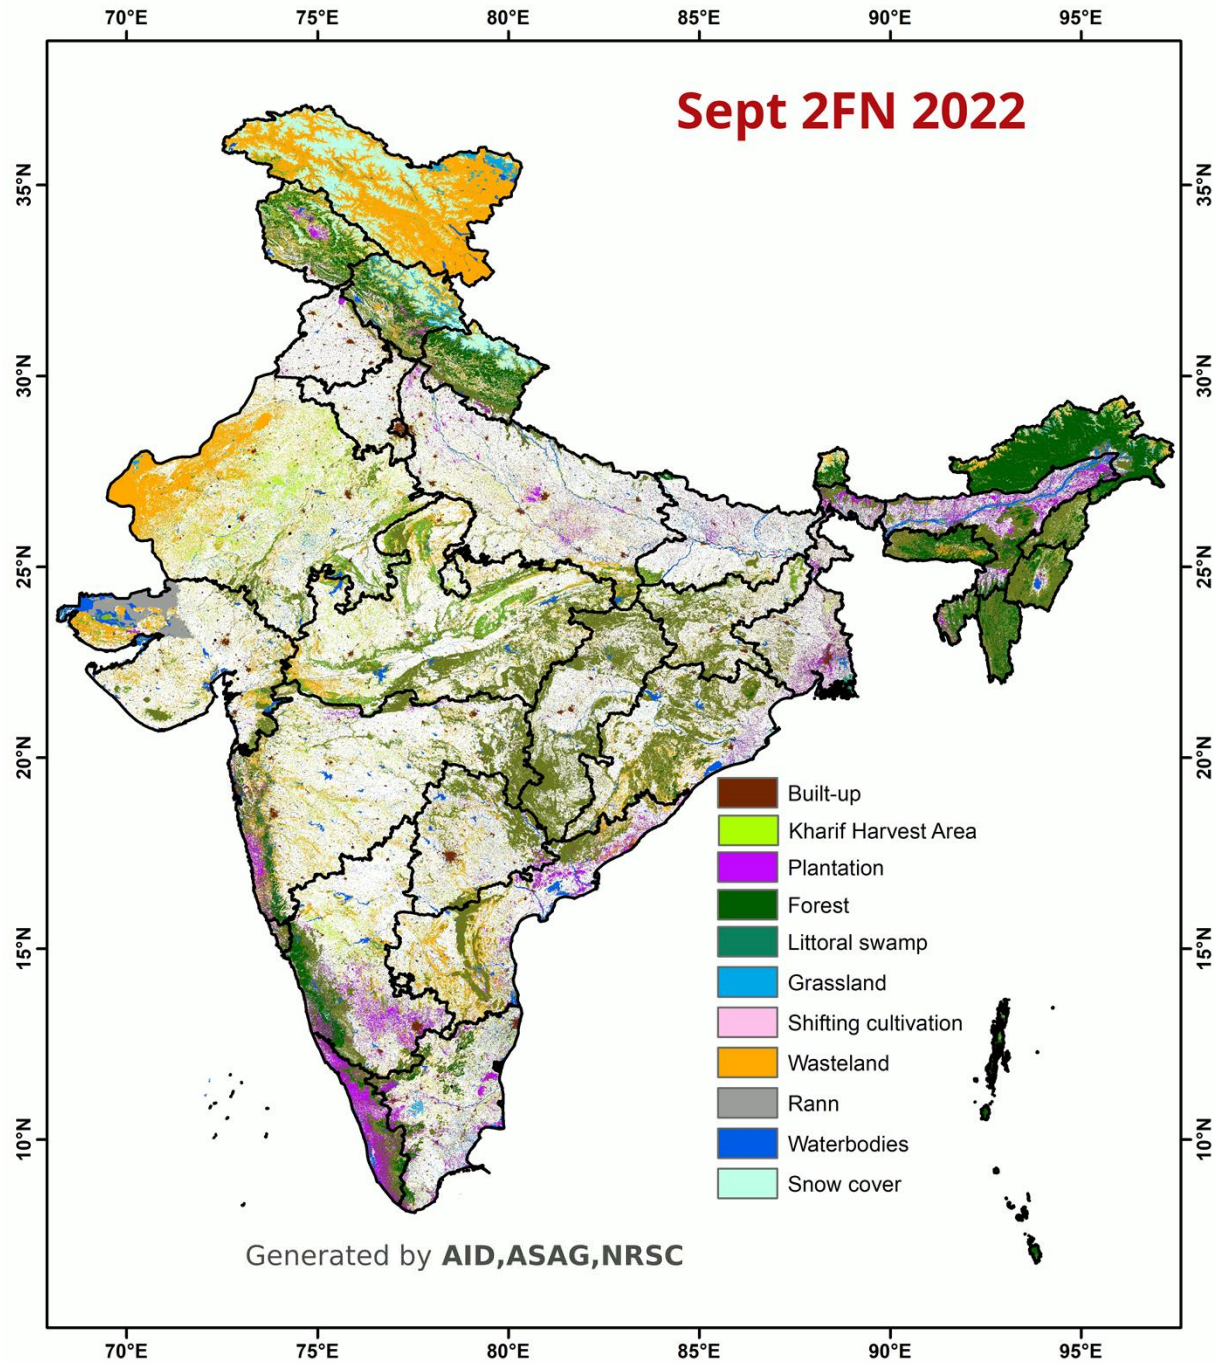 70°E 75°E 80°E 85°E 90°E 95°E
Sept 2FN 2022
35°N 35°N
30°N 30°N
25°N 25°N
20°N 20°N
Built-up
Kharif Harvest Area
Plantation
Forest
Littoral swamp
15°N 15°N
Grassland
Shifting cultivation
Wasteland
Rann
Waterbodies
10°N 10°N
Snow cover
Generated by AID,ASAG,NRSC
70°E 75°E 80°E 85°E 90°E 95°E